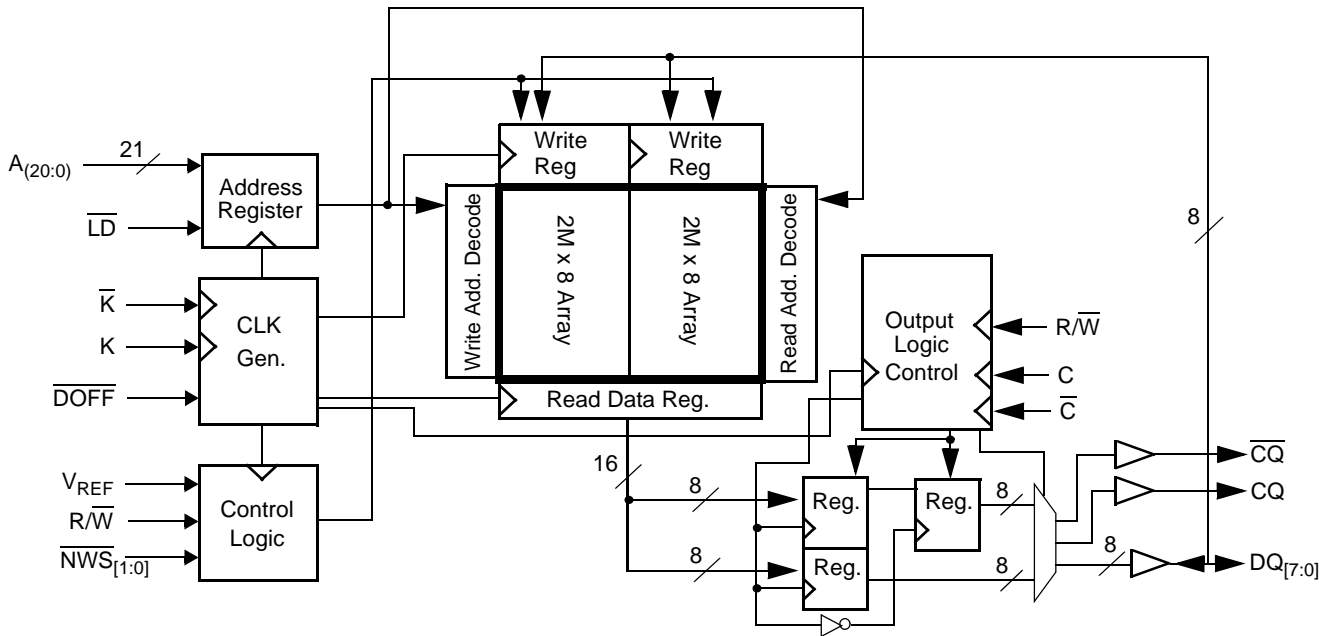 A(20:0)
21
LD
Address
Register
K
K
DOFF
CLK
Gen.
VREF
R/W
NWS[1:0]
Control
Logic
Write
Reg
Write
Reg
Write Add. Decode
2M x 8 Array
2M x 8 Array
Read Add. Decode
Read Data Reg.
16
8
8
Output
Logic
Control
R/W
C
C
Reg.
Reg.
Reg.
8
8
8
8
CQ
CQ
DQ[7:0]